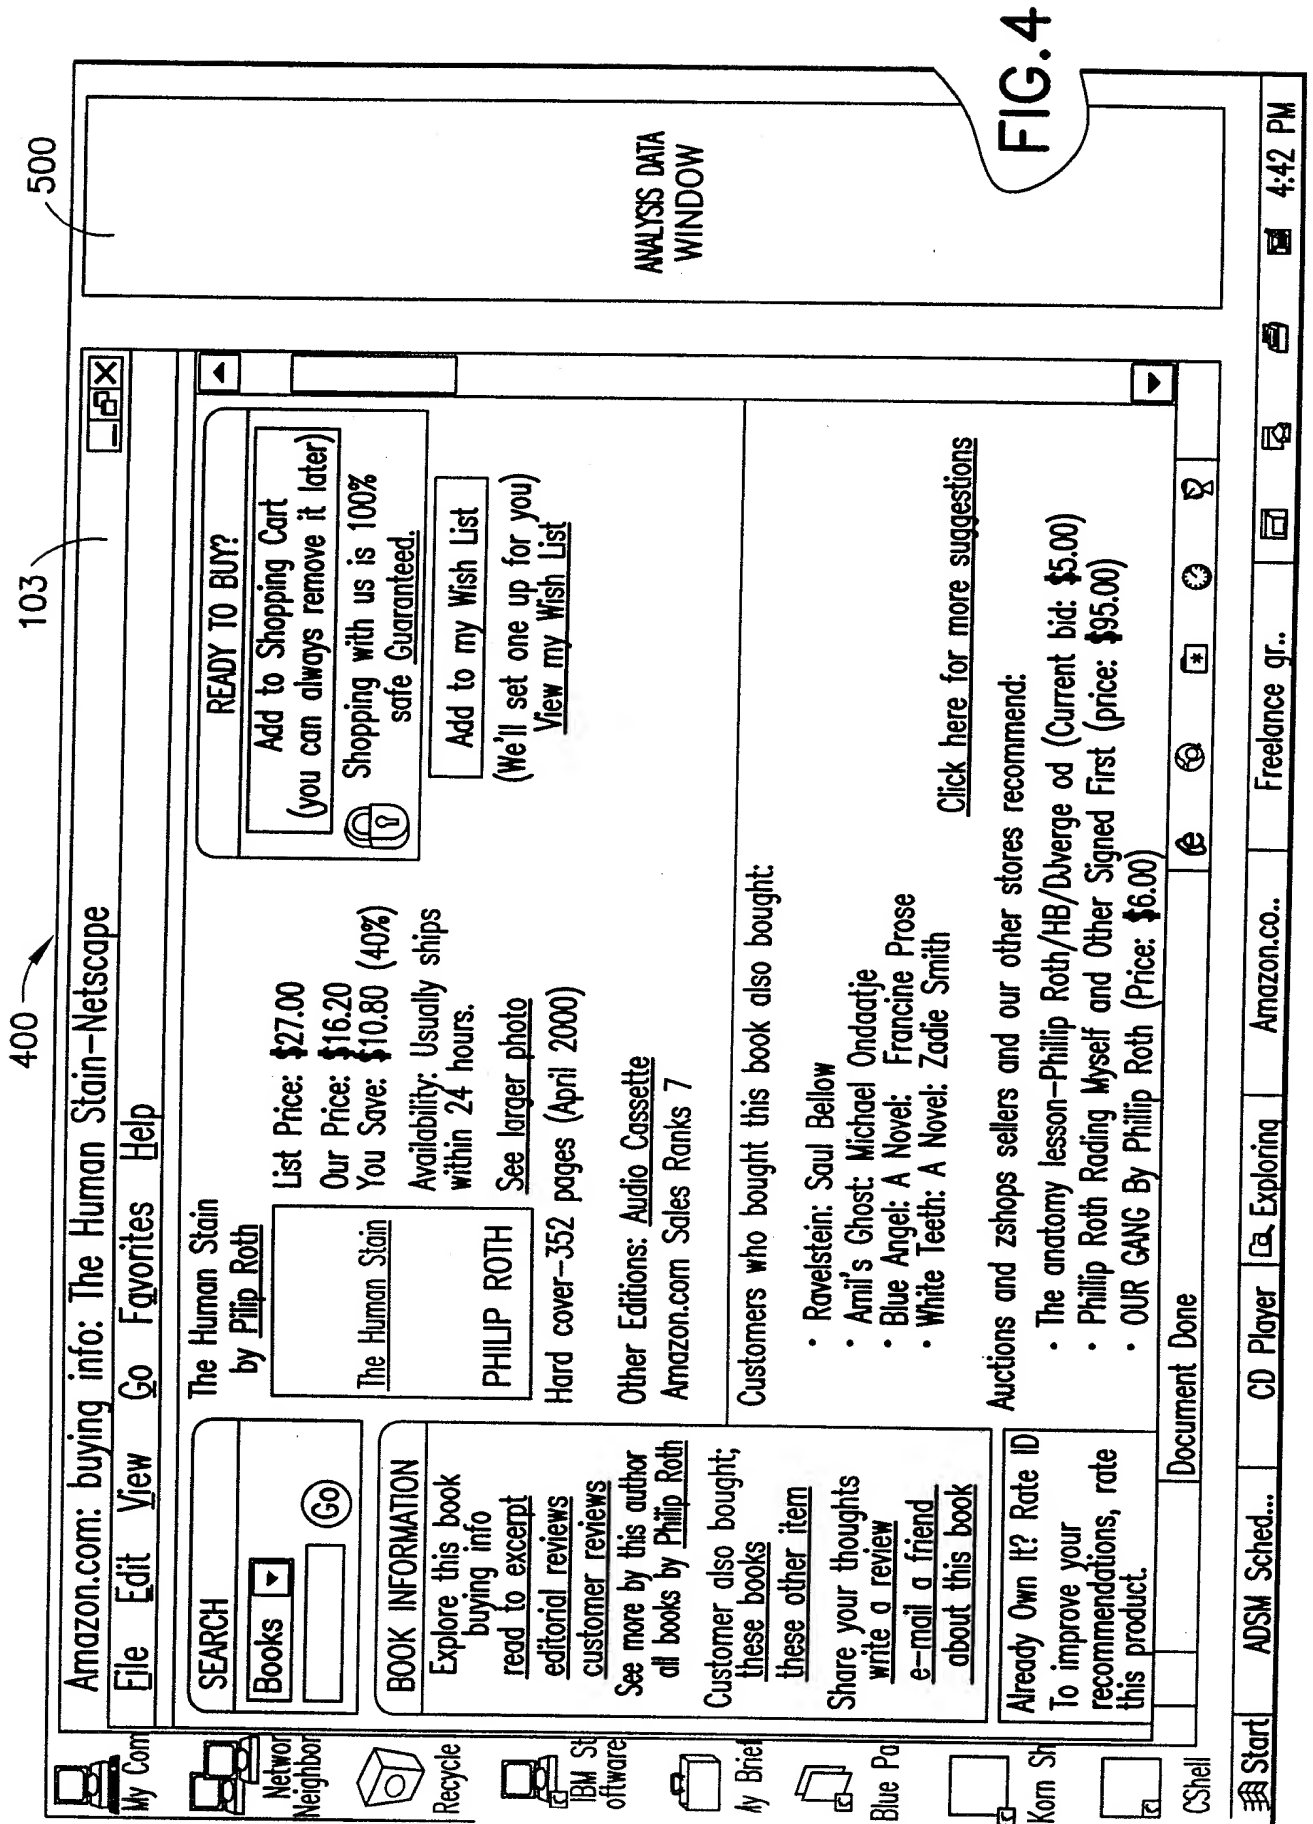 400
103
500
Amazon.com: buying info: The Human Stain-Netscape
File Edit View Go Favorites Help
My Com
Networ
Neighbor
Recycle
IBM St
oftware
Ay Brief
Blue Pa
Korn Sh
CShell
SEARCH
Books
Go
BOOK INFORMATION
Explore this book
buying info
read to excerpt
editorial reviews
customer reviews
See more by this author
all books by Philip Roth
Customer also bought;
these books
these other item
Share your thoughts
write a review
e-mail a friend
about this book
Already Own It? Rate ID
To improve your
recommendations, rate
this product.
The Human Stain
by Pilip Roth
The Human Stain
PHILIP ROTH
List Price: $27.00
Our Price: $16.20
You Save: $10.80 (40%)
Availability: Usually ships
within 24 hours.
See larger photo
Hard cover-352 pages (April 2000)
Other Editions: Audio Cassette
Amazon.com Sales Ranks 7
READY TO BUY?
Add to Shopping Cart
(you can always remove it later)
Shopping with us is 100%
safe Guaranteed.
Add to my Wish List
(We'll set one up for you)
View my Wish List
Customers who bought this book also bought:
• Ravelstein: Saul Bellow
• Amil's Ghost: Michael Ondaatje
• Blue Angel: A Novel: Francine Prose
• White Teeth: A Novel: Zadie Smith
Click here for more suggestions
Auctions and zshops sellers and our other stores recommend:
• The anatomy lesson-Phillip Roth/HB/DJverge od (Current bid: $5.00)
• Phillip Roth Rading Myself and Other Signed First (price: $95.00)
• OUR GANG By Phillip Roth (Price: $6.00)
Document Done
ANALYSIS DATA
WINDOW
Start ADSM Sched... CD Player Exploring Amazon.co.. Freelance gr.. 4:42 PM
FIG.4